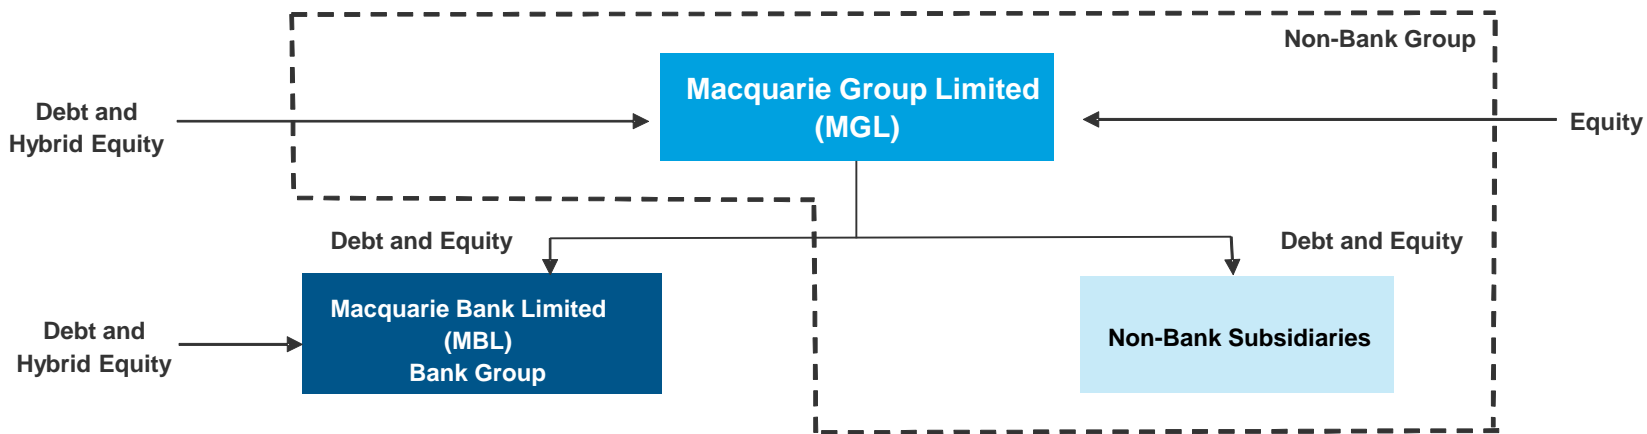 Non-Bank Group
Macquarie Group Limited
(MGL)
Debt and
Hybrid Equity
Equity
Debt and Equity
Debt and Equity
Macquarie Bank Limited
(MBL)
Bank Group
Debt and
Hybrid Equity
Non-Bank Subsidiaries